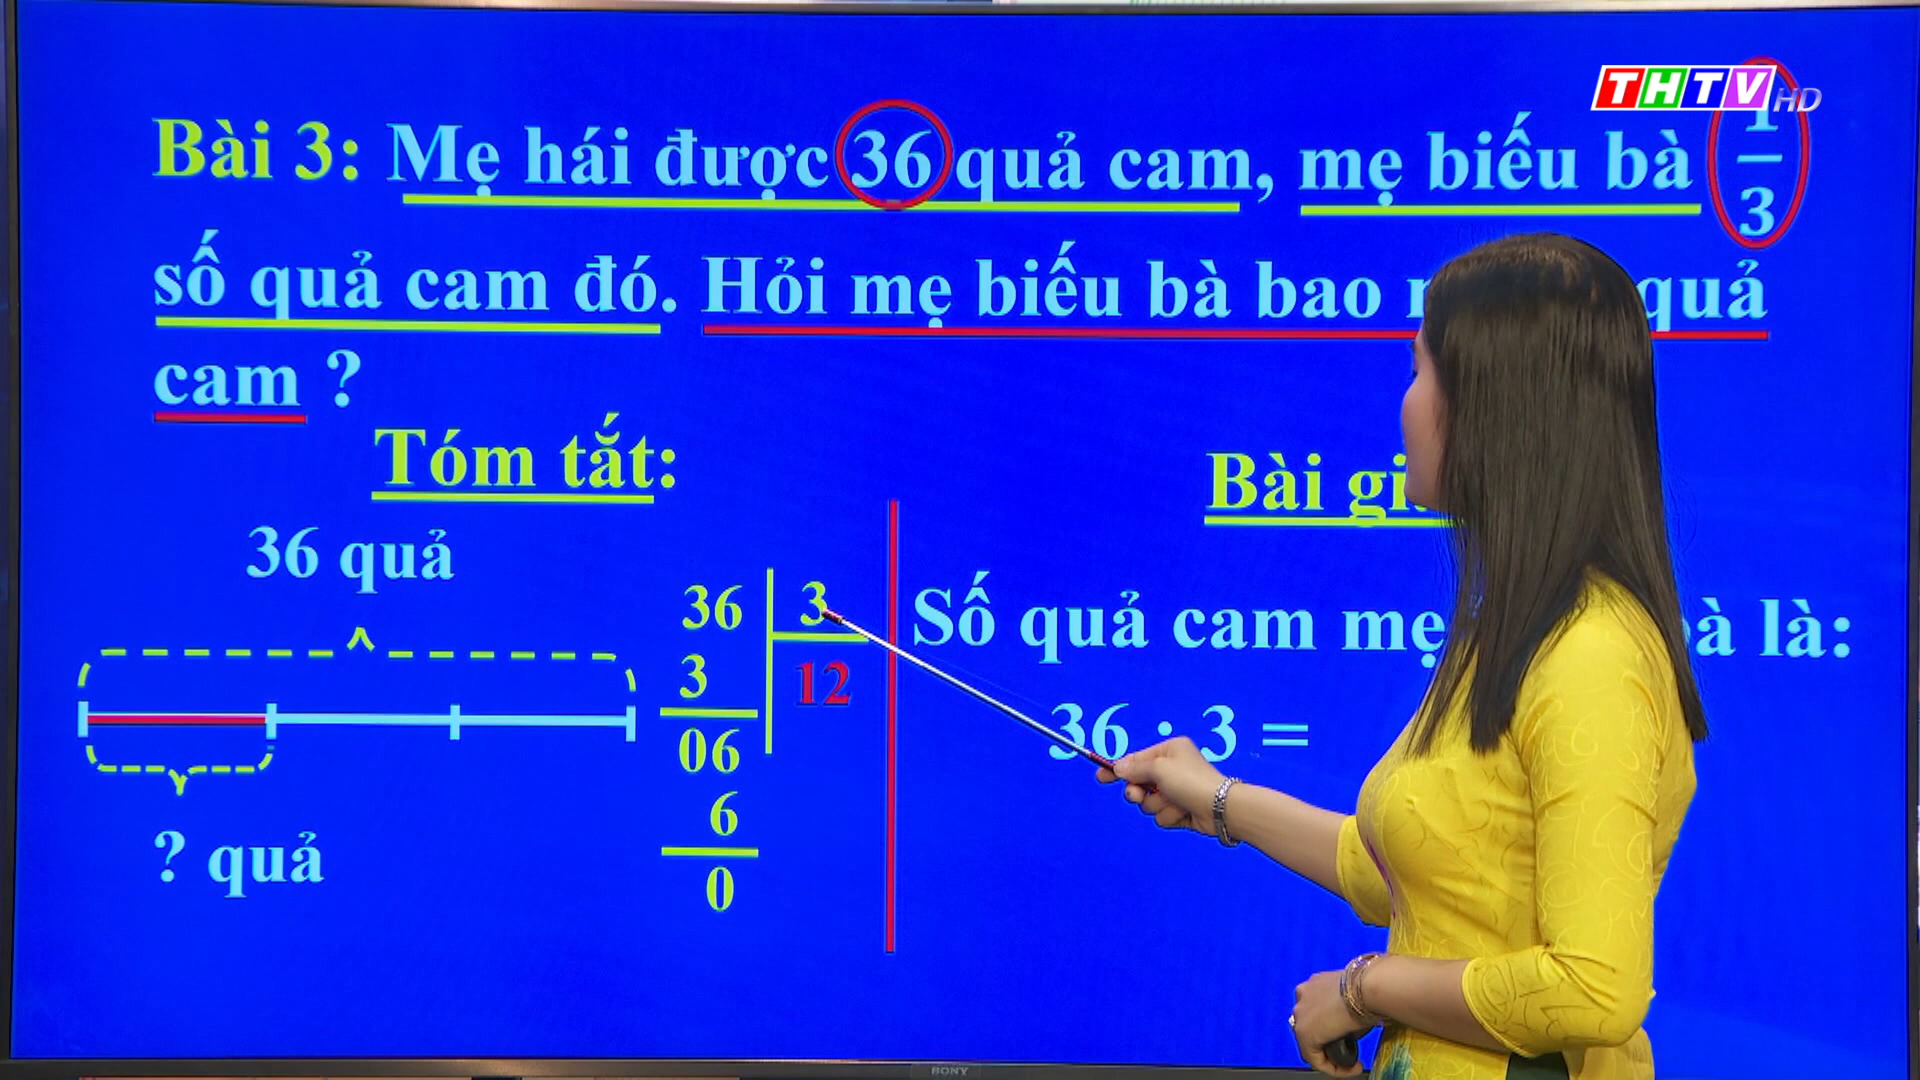 THTV HD
Bài 3: Mẹ hái được 36 quả cam, mẹ biếu bà 1/3
số quả cam đó. Hỏi mẹ biếu bà bao quả
cam ?
Tóm tắt:
36 quả
? quả
36 3
3 12
06
6
0
Bài
Số quả cam mẹ bà là:
36 : 3 =
SONY